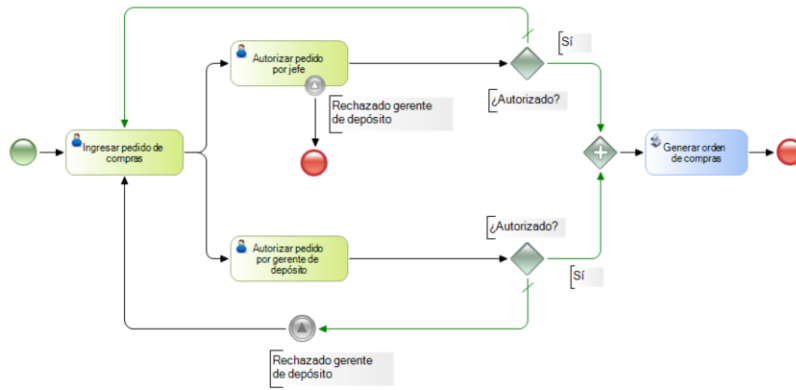 Autorizar pedido
por jefe
Sí
¿Autorizado?
Rechazado gerente
de depósito
Ingresar pedido de
compras
Generar orden
de compras
Autorizar pedido
por gerente de
depósito
¿Autorizado?
Sí
Rechazado gerente
de depósito